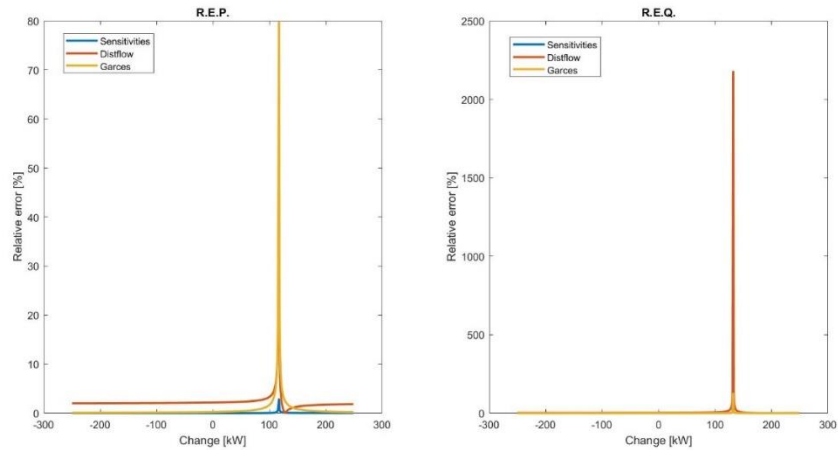 R.E.P.
80
70
60
50
40
30
20
10
0
Relative error [%]
Sensitivities
Distflow
Garces
-300
-200
-100
0
100
200
300
Change [kW]
R.E.Q.
2500
2000
1500
1000
500
0
Relative error [%]
Sensitivities
Distflow
Garces
-300
-200
-100
0
100
200
300
Change [kW]